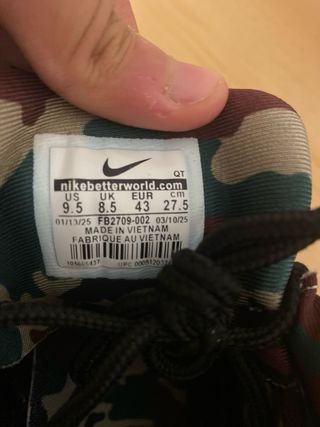 QT
nikebetterworld.com
US UK EUR cm
9.5 8.5 43 27.5
01/13/25 FB2709-002 03/10/25
MADE IN VIETNAM
FABRIQUE AU VIETNAM
UPC